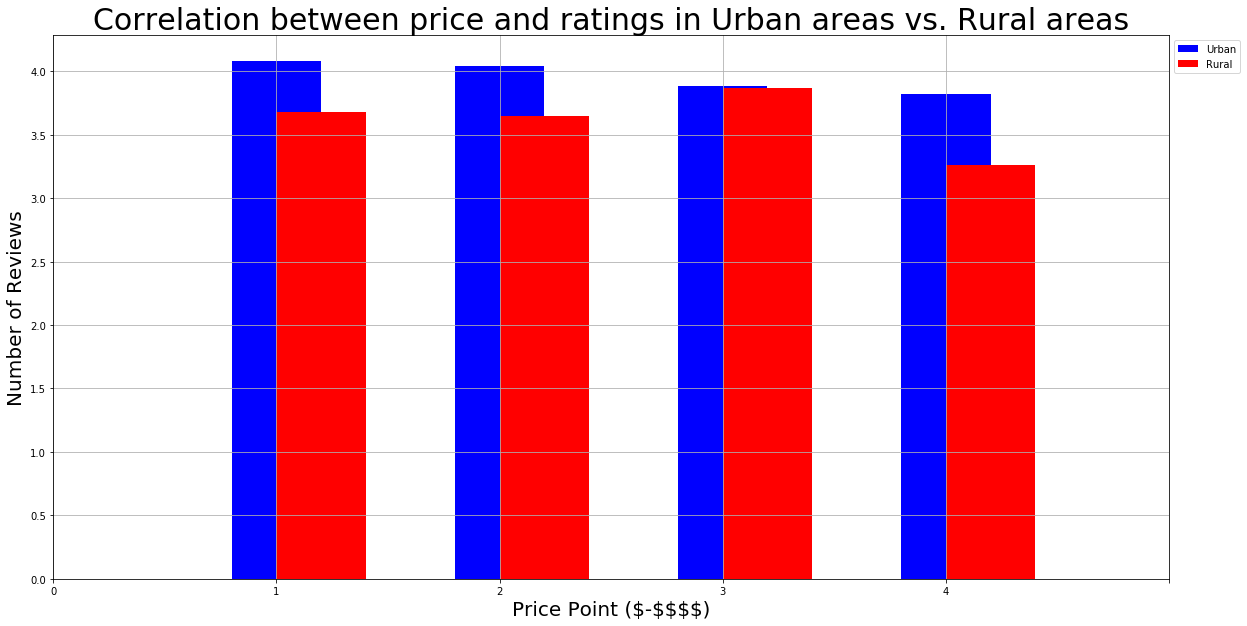 Correlation between price and ratings in Urban areas vs. Rural areas
Urban
Rural
Number of Reviews
4.0
3.5
3.0
2.5
2.0
1.5
1.0
0.5
0.0
0
1
2
3
4
Price Point ($-$$$$)